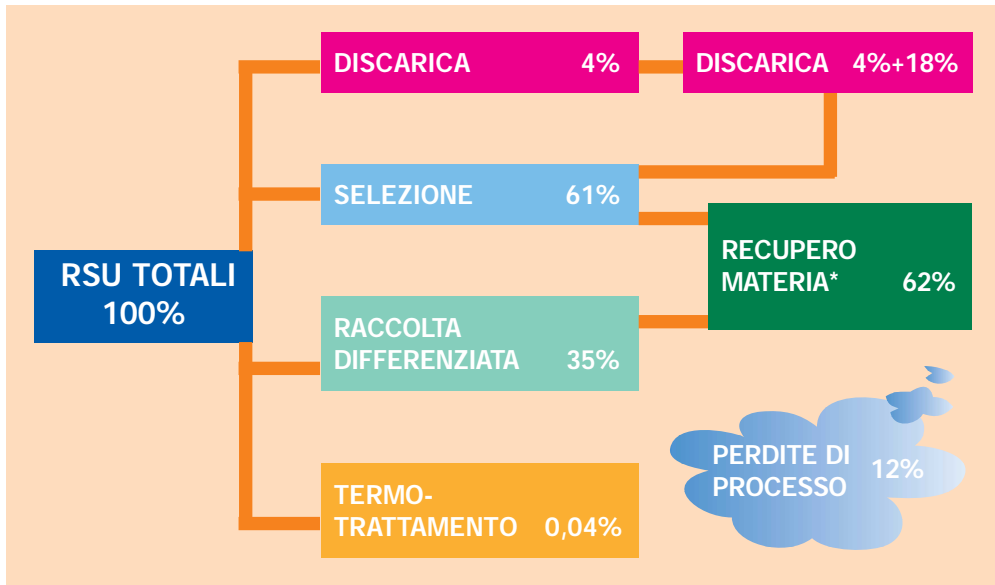 DISCARICA 4%
DISCARICA 4%+18%
SELEZIONE 61%
RSU TOTALI
100%
RECUPERO
MATERIA* 62%
RACCOLTA
DIFFERENZIATA 35%
PERDITE DI
PROCESSO 12%
TERMO-
TRATTAMENTO 0,04%